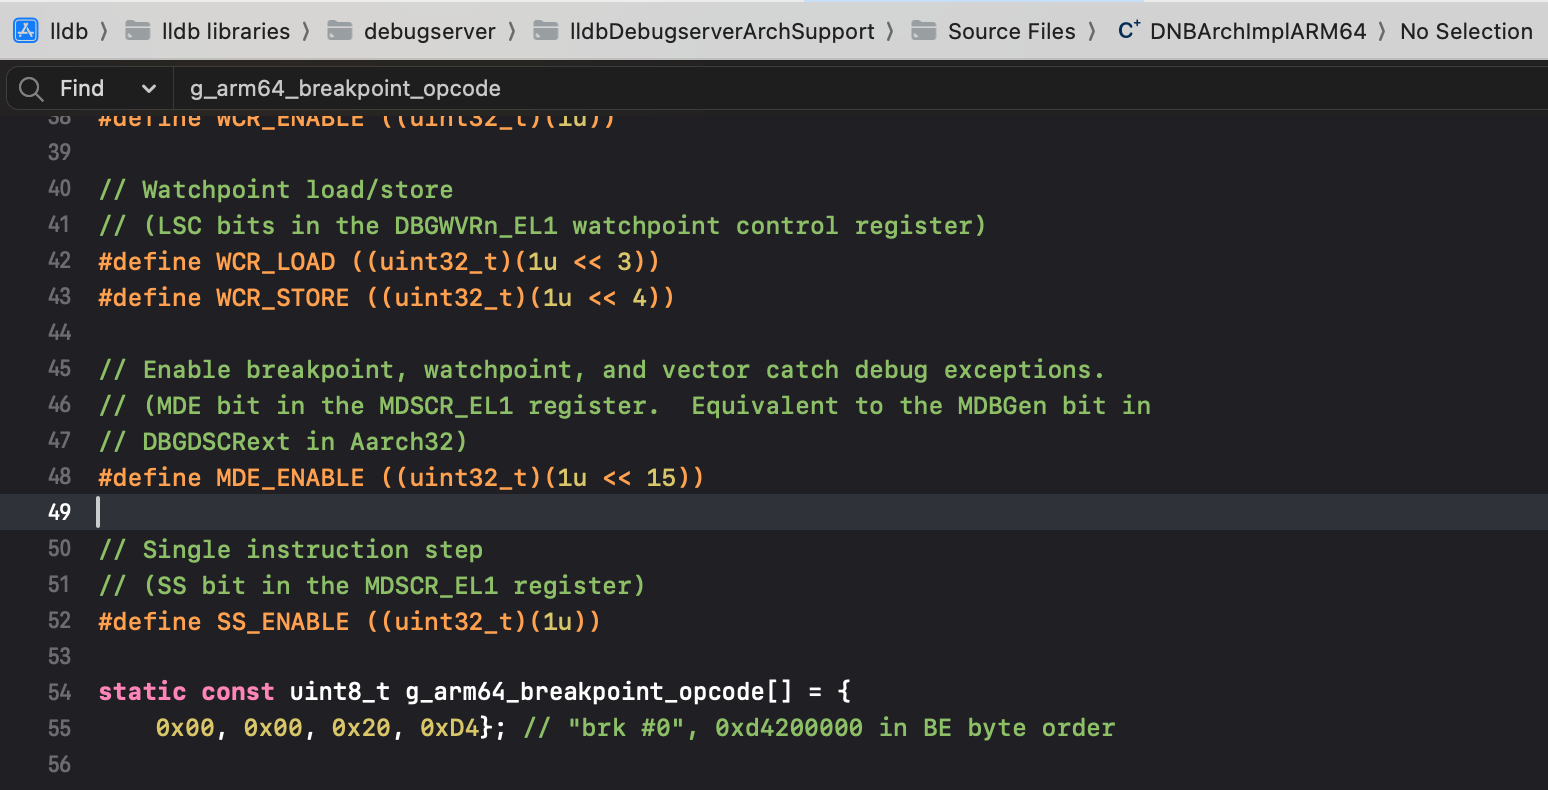 lldb 〉 lldb libraries 〉 debugserver 〉 lldbDebugserverArchSupport 〉 Source Files 〉 C+ DNBArchImplARM64 〉 No Selection
Find g_arm64_breakpoint_opcode
38 #define WCR_ENABLE ((uint32_t)(1u))
39
40 // Watchpoint load/store
41 // (LSC bits in the DBGWVRn_EL1 watchpoint control register)
42 #define WCR_LOAD ((uint32_t)(1u << 3))
43 #define WCR_STORE ((uint32_t)(1u << 4))
44
45 // Enable breakpoint, watchpoint, and vector catch debug exceptions.
46 // (MDE bit in the MDSCR_EL1 register.  Equivalent to the MDBGen bit in
47 // DBGDSCRext in Aarch32)
48 #define MDE_ENABLE ((uint32_t)(1u << 15))
49
50 // Single instruction step
51 // (SS bit in the MDSCR_EL1 register)
52 #define SS_ENABLE ((uint32_t)(1u))
53
54 static const uint8_t g_arm64_breakpoint_opcode[] = {
55     0x00, 0x00, 0x20, 0xD4}; // "brk #0", 0xd4200000 in BE byte order
56